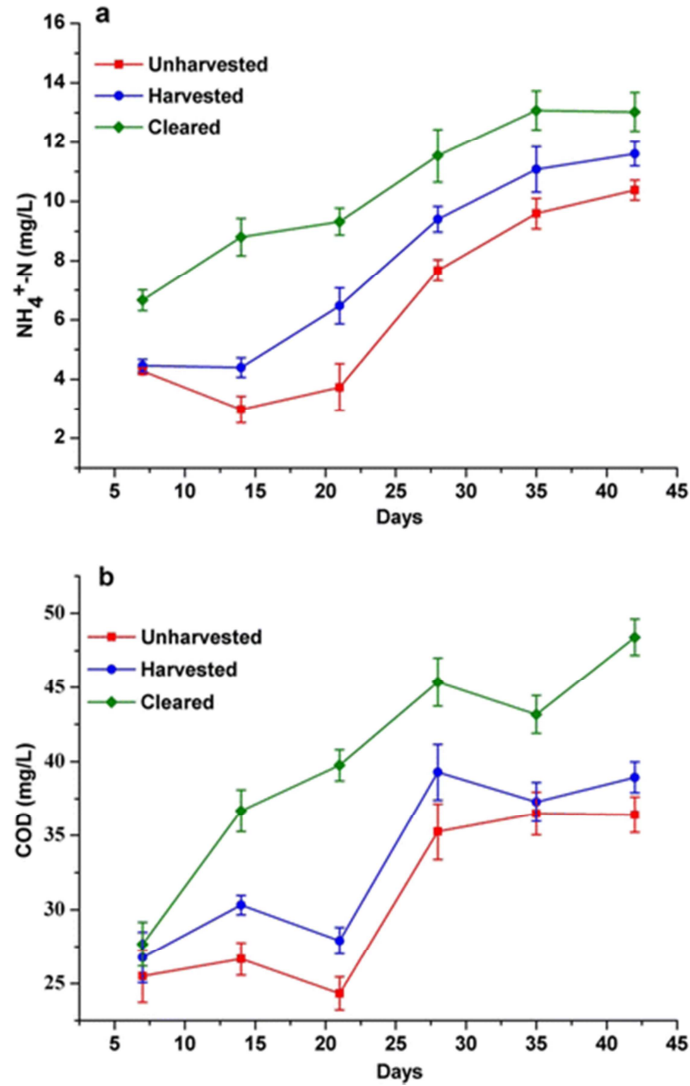 a
Unharvested
Harvested
Cleared
16
14
12
10
8
6
4
2
NH4+-N (mg/L)
5 10 15 20 25 30 35 40 45
Days
b
Unharvested
Harvested
Cleared
50
45
40
35
30
25
COD (mg/L)
5 10 15 20 25 30 35 40 45
Days